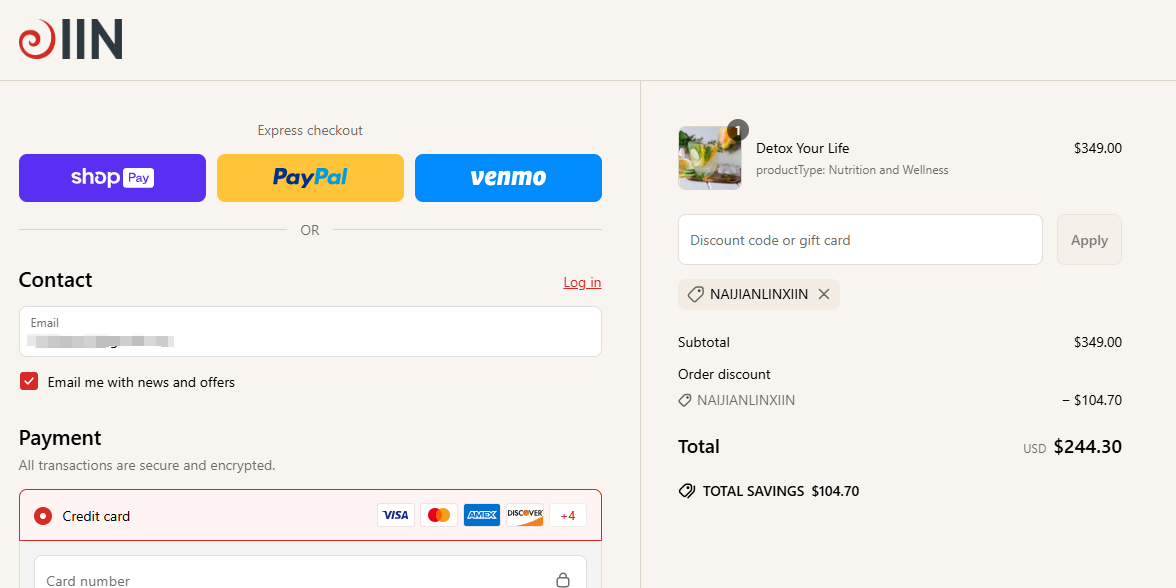 IIN
Express checkout
shop Pay
PayPal
venmo
OR
Contact
Log in
Email
Email me with news and offers
Payment
All transactions are secure and encrypted.
Credit card
VISA
AMEX
DISCOVER
+4
Card number
1
Detox Your Life
$349.00
productType: Nutrition and Wellness
Discount code or gift card
Apply
NAIJIANLINXIIN
Subtotal
$349.00
Order discount
NAIJIANLINXIIN
− $104.70
Total
USD $244.30
TOTAL SAVINGS $104.70